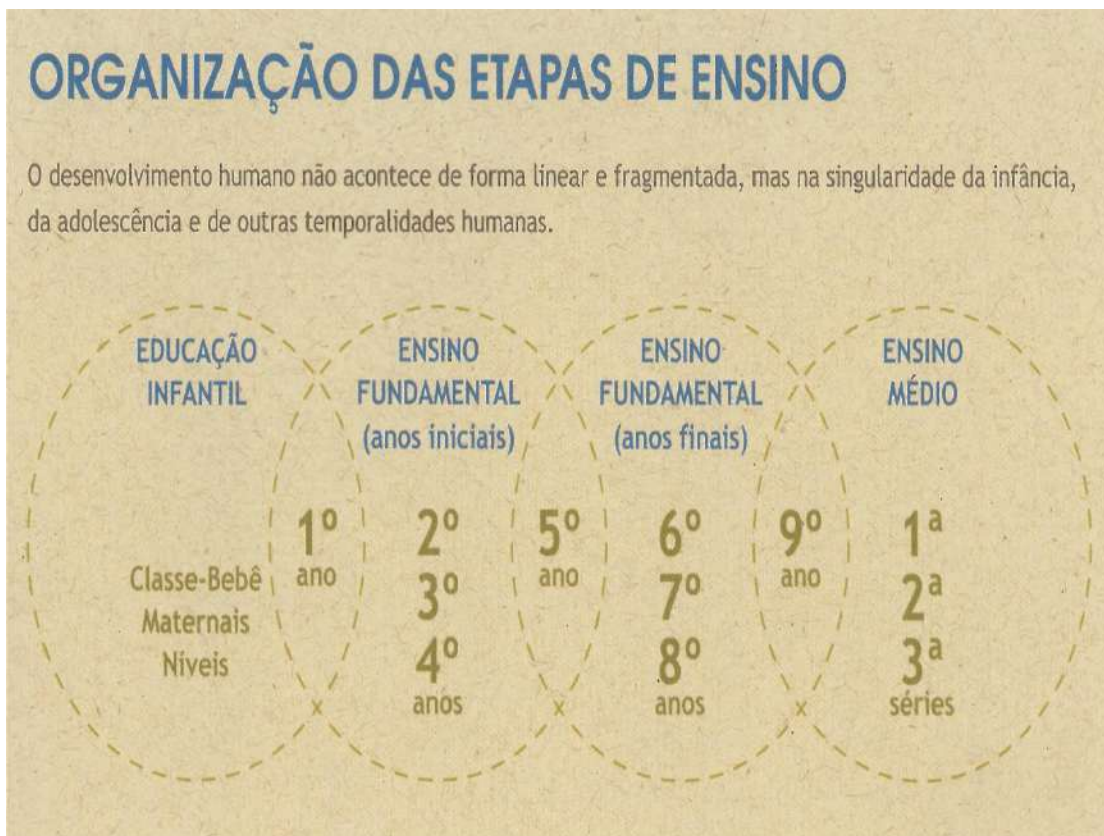 ORGANIZAÇÃO DAS ETAPAS DE ENSINO
O desenvolvimento humano não acontece de forma linear e fragmentada, mas na singularidade da infância,
da adolescência e de outras temporalidades humanas.
EDUCAÇÃO
INFANTIL
Classe-Bebê
Maternais
Níveis
1º
ano
ENSINO
FUNDAMENTAL
(anos iniciais)
2º
3º
4º
anos
5º
ano
ENSINO
FUNDAMENTAL
(anos finais)
6º
7º
8º
anos
9º
ano
ENSINO
MÉDIO
1ª
2ª
3ª
séries